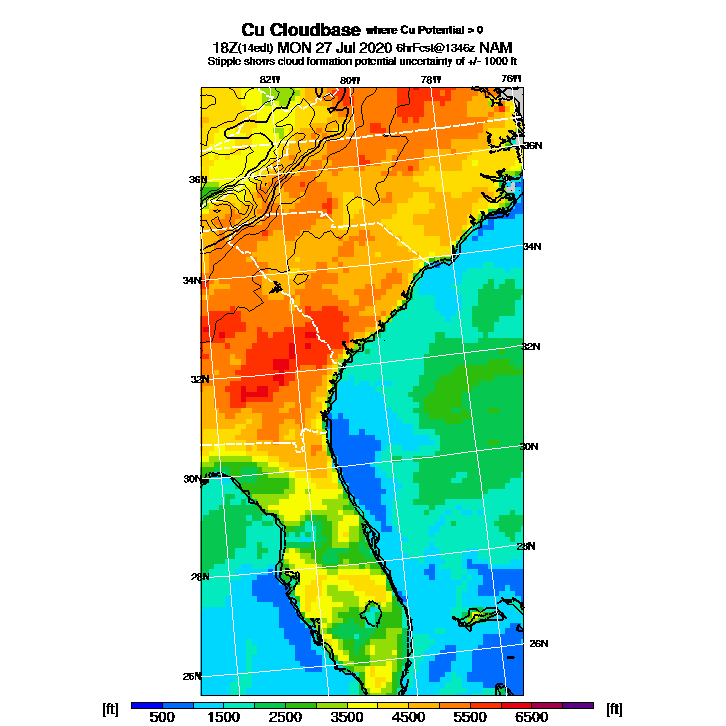 Cu Cloudbase where Cu Potential > 0
18Z(14edt) MON 27 Jul 2020 6hrFcst@1346z NAM
Stipple shows cloud formation potential uncertainty of +/- 1000 ft
82W 80W 78W 76W
36N
36N
34N
34N
32N
32N
30N
30N
28N
28N
26N
26N
[ft] 500 1500 2500 3500 4500 5500 6500 [ft]